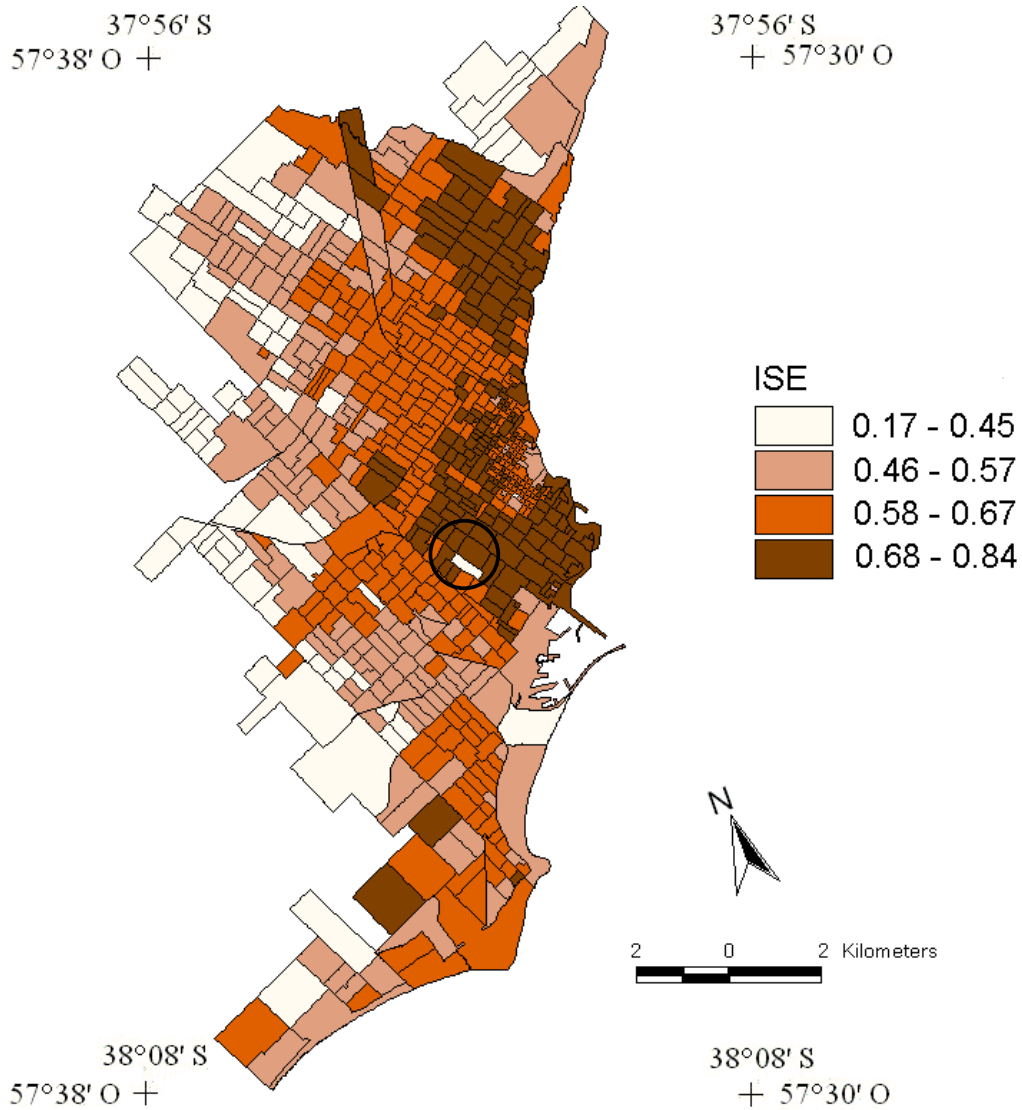 37°56' S
57°38' O
37°56' S
57°30' O
ISE
0.17 - 0.45
0.46 - 0.57
0.58 - 0.67
0.68 - 0.84
N
2 0 2 Kilometers
38°08' S
57°38' O
38°08' S
57°30' O